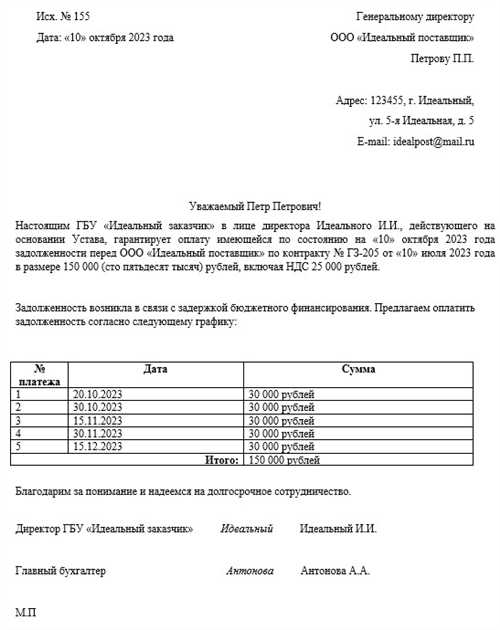 Исх. № 155
Генеральному директору
Дата: «10» октября 2023 года
ООО «Идеальный поставщик»
Петрову П.П.
Адрес: 123455, г. Идеальный,
ул. 5-я Идеальная, д. 5
E-mail: idealpost@mail.ru
Уважаемый Петр Петрович!
Настоящим ГБУ «Идеальный заказчик» в лице директора Идеального И.И., действующего на
основании Устава, гарантирует оплату имеющейся по состоянию на «10» октября 2023 года
задолженности перед ООО «Идеальный поставщик» по контракту № ГЗ-205 от «10» июля 2023 года
в размере 150 000 (сто пятьдесят тысяч) рублей, включая НДС 25 000 рублей.
Задолженность возникла в связи с задержкой бюджетного финансирования. Предлагаем оплатить
задолженность согласно следующему графику:
№ платежа Дата Сумма
1 20.10.2023 30 000 рублей
2 30.10.2023 30 000 рублей
3 15.11.2023 30 000 рублей
4 30.11.2023 30 000 рублей
5 15.12.2023 30 000 рублей
Итого: 150 000 рублей
Благодарим за понимание и надеемся на долгосрочное сотрудничество.
Директор ГБУ «Идеальный заказчик» Идеальный Идеальный И.И.
Главный бухгалтер Антонова Антонова А.А.
М.П